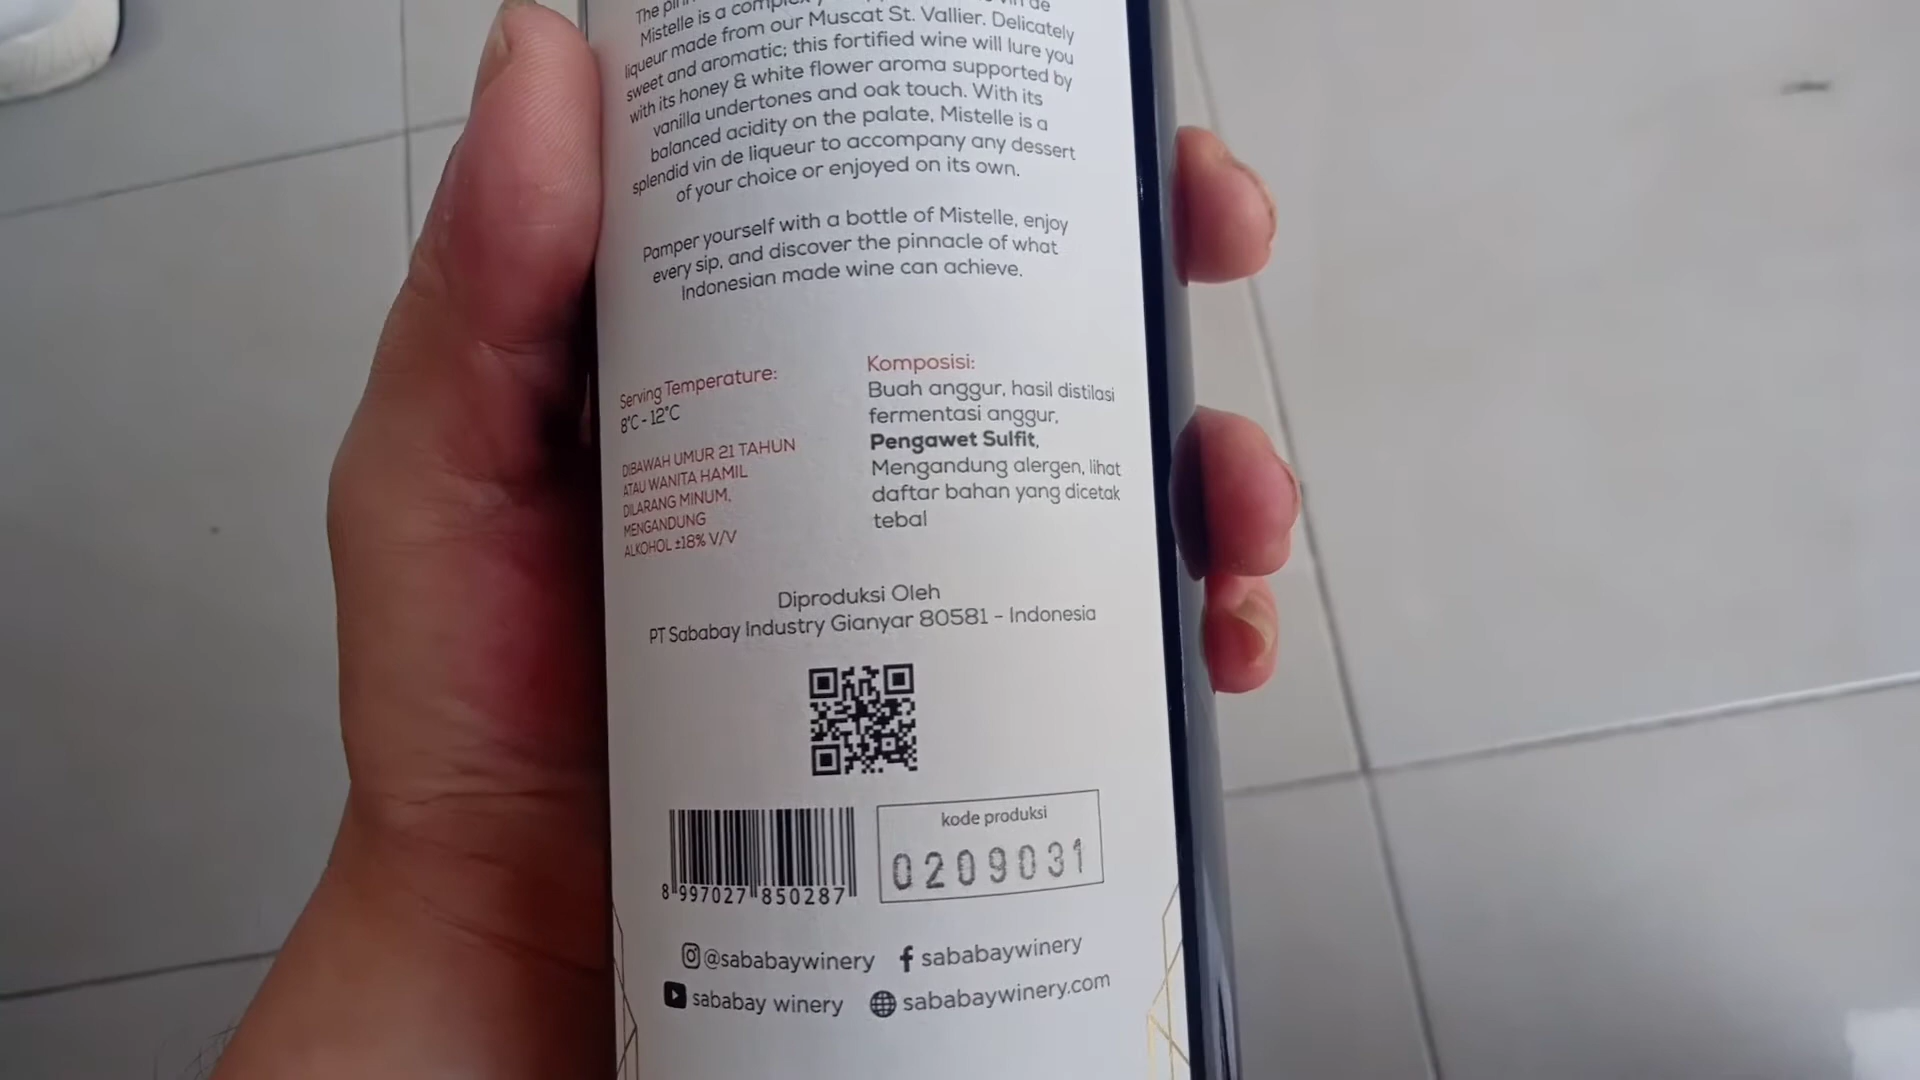 The
Mistelle is a complex vin de
liqueur made from our Muscat St. Vallier. Delicately
sweet and aromatic; this fortified wine will lure you
with its honey & white flower aroma supported by
vanilla undertones and oak touch. With its
balanced acidity on the palate, Mistelle is a
splendid vin de liqueur to accompany any dessert
of your choice or enjoyed on its own.
Pamper yourself with a bottle of Mistelle, enjoy
every sip, and discover the pinnacle of what
Indonesian made wine can achieve.
Serving Temperature:
8°C - 12°C
DIBAWAH UMUR 21 TAHUN
ATAU WANITA HAMIL
DILARANG MINUM,
MENGANDUNG
ALKOHOL ±18% V/V
Komposisi:
Buah anggur, hasil distilasi
fermentasi anggur,
Pengawet Sulfit,
Mengandung alergen, lihat
daftar bahan yang dicetak
tebal
Diproduksi Oleh
PT Sababay Industry Gianyar 80581 - Indonesia
8 997027 850287
kode produksi
0209031
@sababaywinery
sababaywinery
sababay winery
sababaywinery.com